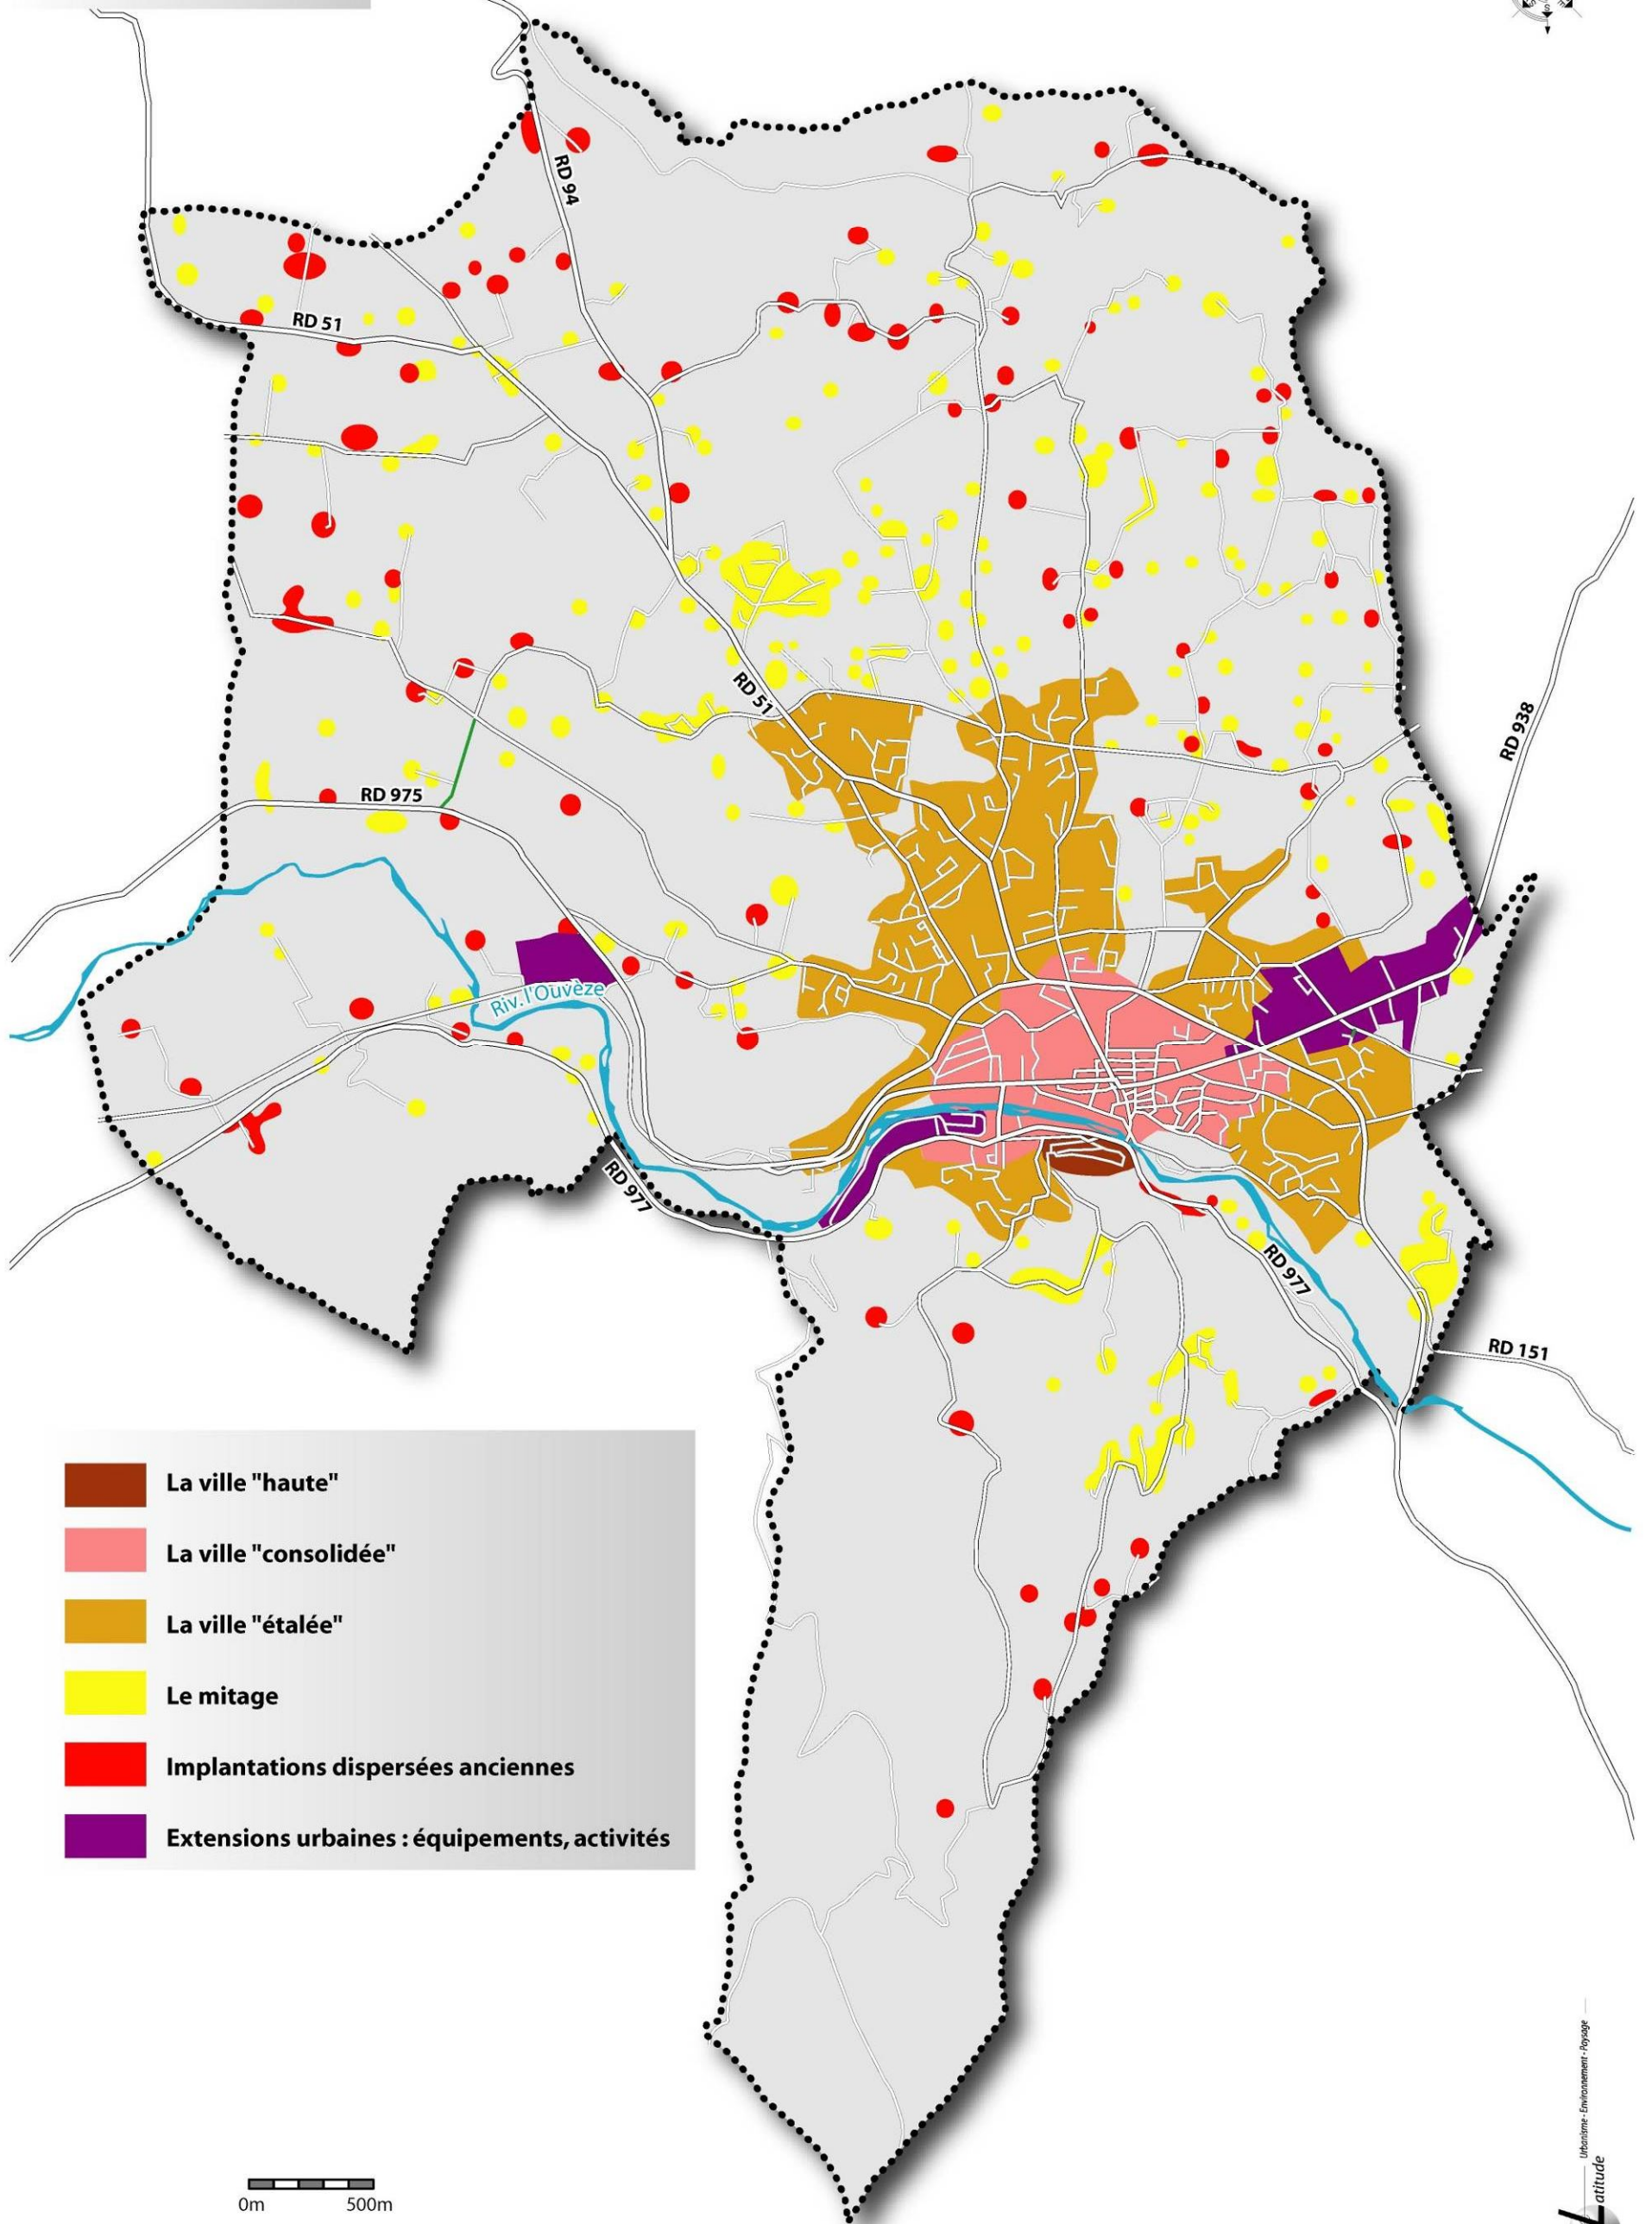 S
RD 94
RD 51
RD 51
RD 938
RD 975
Riv. l'Ouvèze
RD 977
RD 977
RD 151
La ville "haute"
La ville "consolidée"
La ville "étalée"
Le mitage
Implantations dispersées anciennes
Extensions urbaines : équipements, activités
0m 500m
Urbanisme - Environnement - Paysage
Latitude